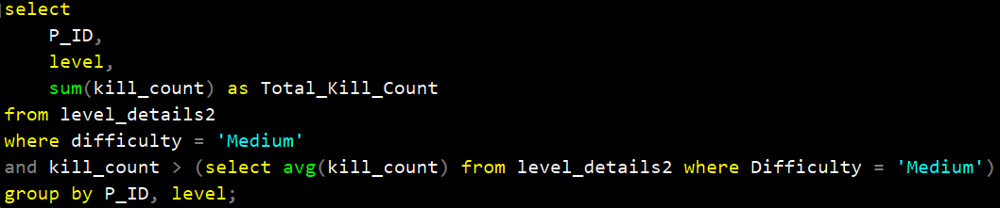 select
    P_ID,
    level,
    sum(kill_count) as Total_Kill_Count
from level_details2
where difficulty = 'Medium'
and kill_count > (select avg(kill_count) from level_details2 where Difficulty = 'Medium')
group by P_ID, level;